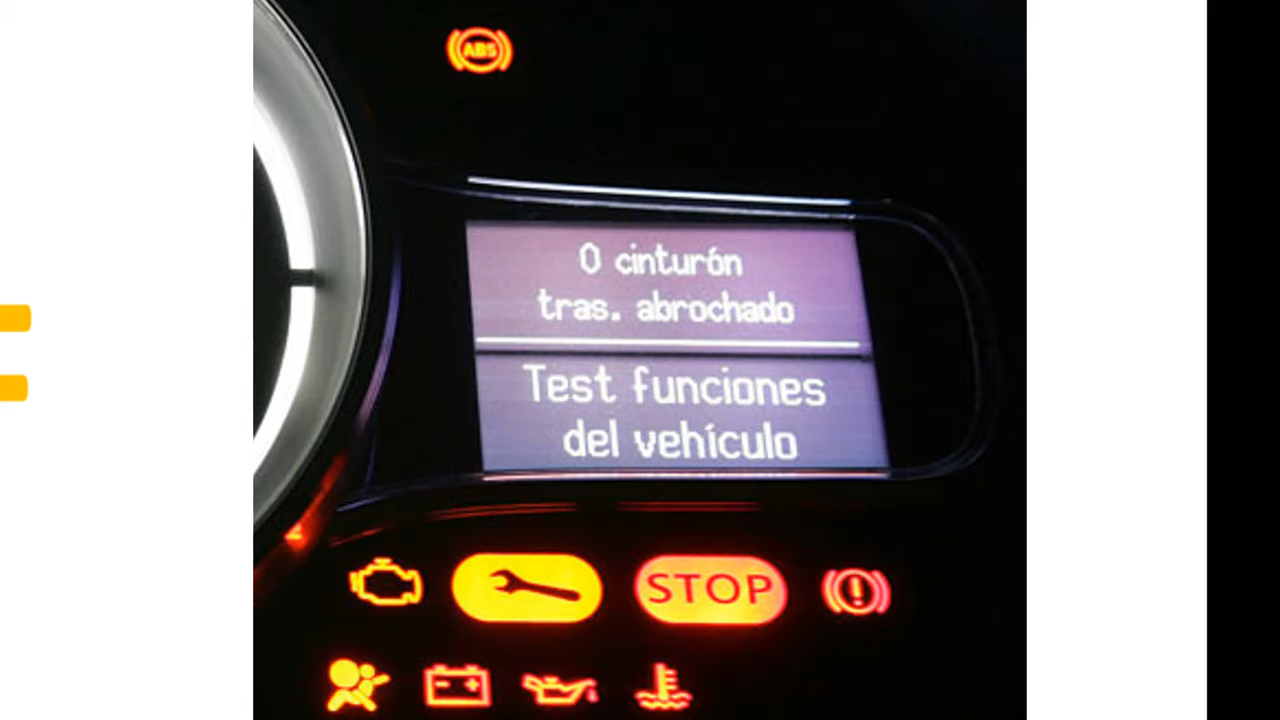 ABS
0 cinturón
tras. abrochado
Test funciones
del vehículo
STOP